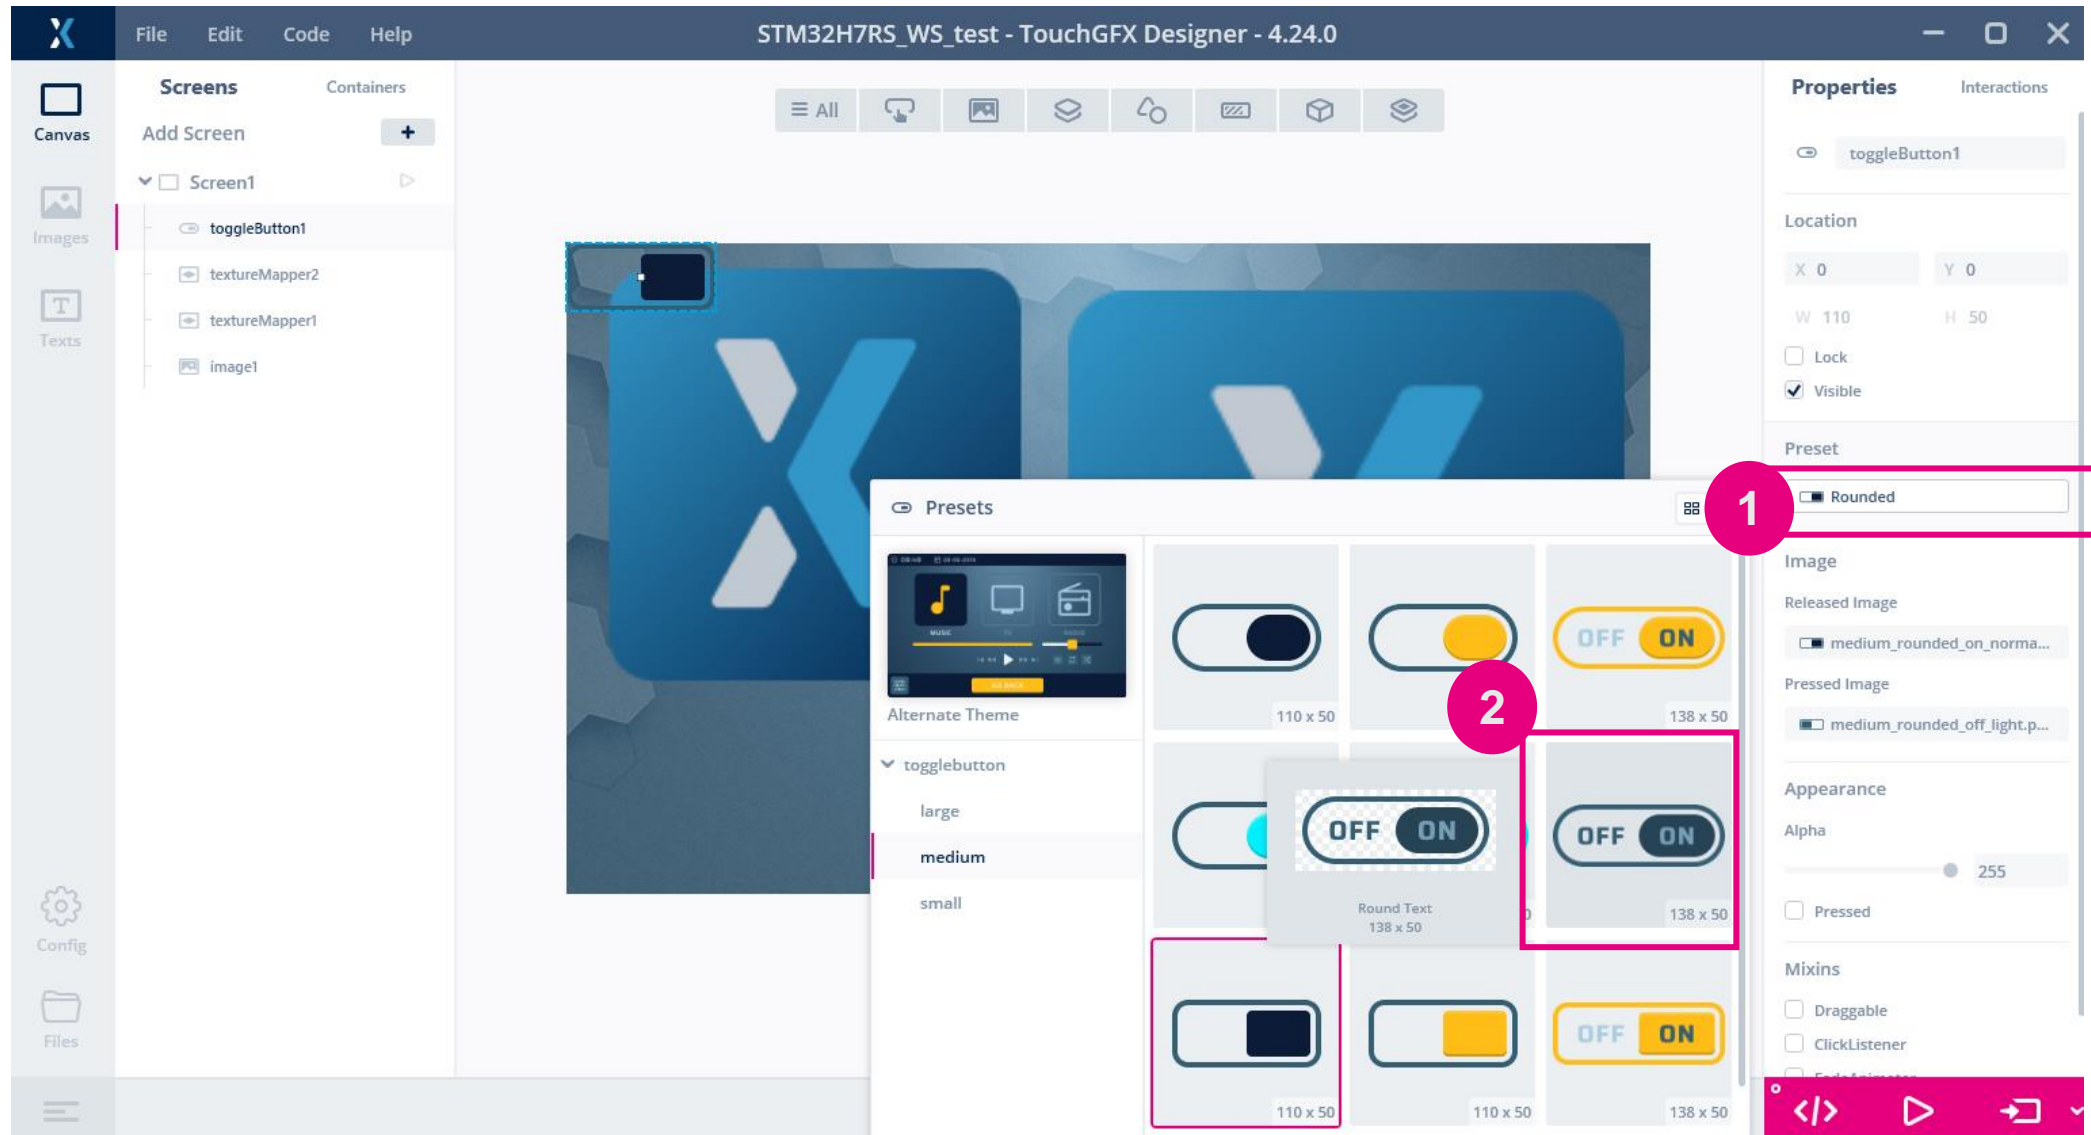 File Edit Code Help
STM32H7RS_WS_test - TouchGFX Designer - 4.24.0
Canvas
Images
Texts
Config
Files
Screens Containers
Add Screen +
Screen1
toggleButton1
textureMapper2
textureMapper1
image1
All
Presets
Alternate Theme
togglebutton
large
medium
small
MUSIC
OFF ON
110 x 50
138 x 50
OFF ON
Round Text
138 x 50
OFF ON
138 x 50
OFF ON
110 x 50
110 x 50
138 x 50
1
2
Properties Interactions
toggleButton1
Location
X 0 Y 0
W 110 H 50
Lock
Visible
Preset
Rounded
Image
Released Image
medium_rounded_on_norma...
Pressed Image
medium_rounded_off_light.p...
Appearance
Alpha
255
Pressed
Mixins
Draggable
ClickListener
</>